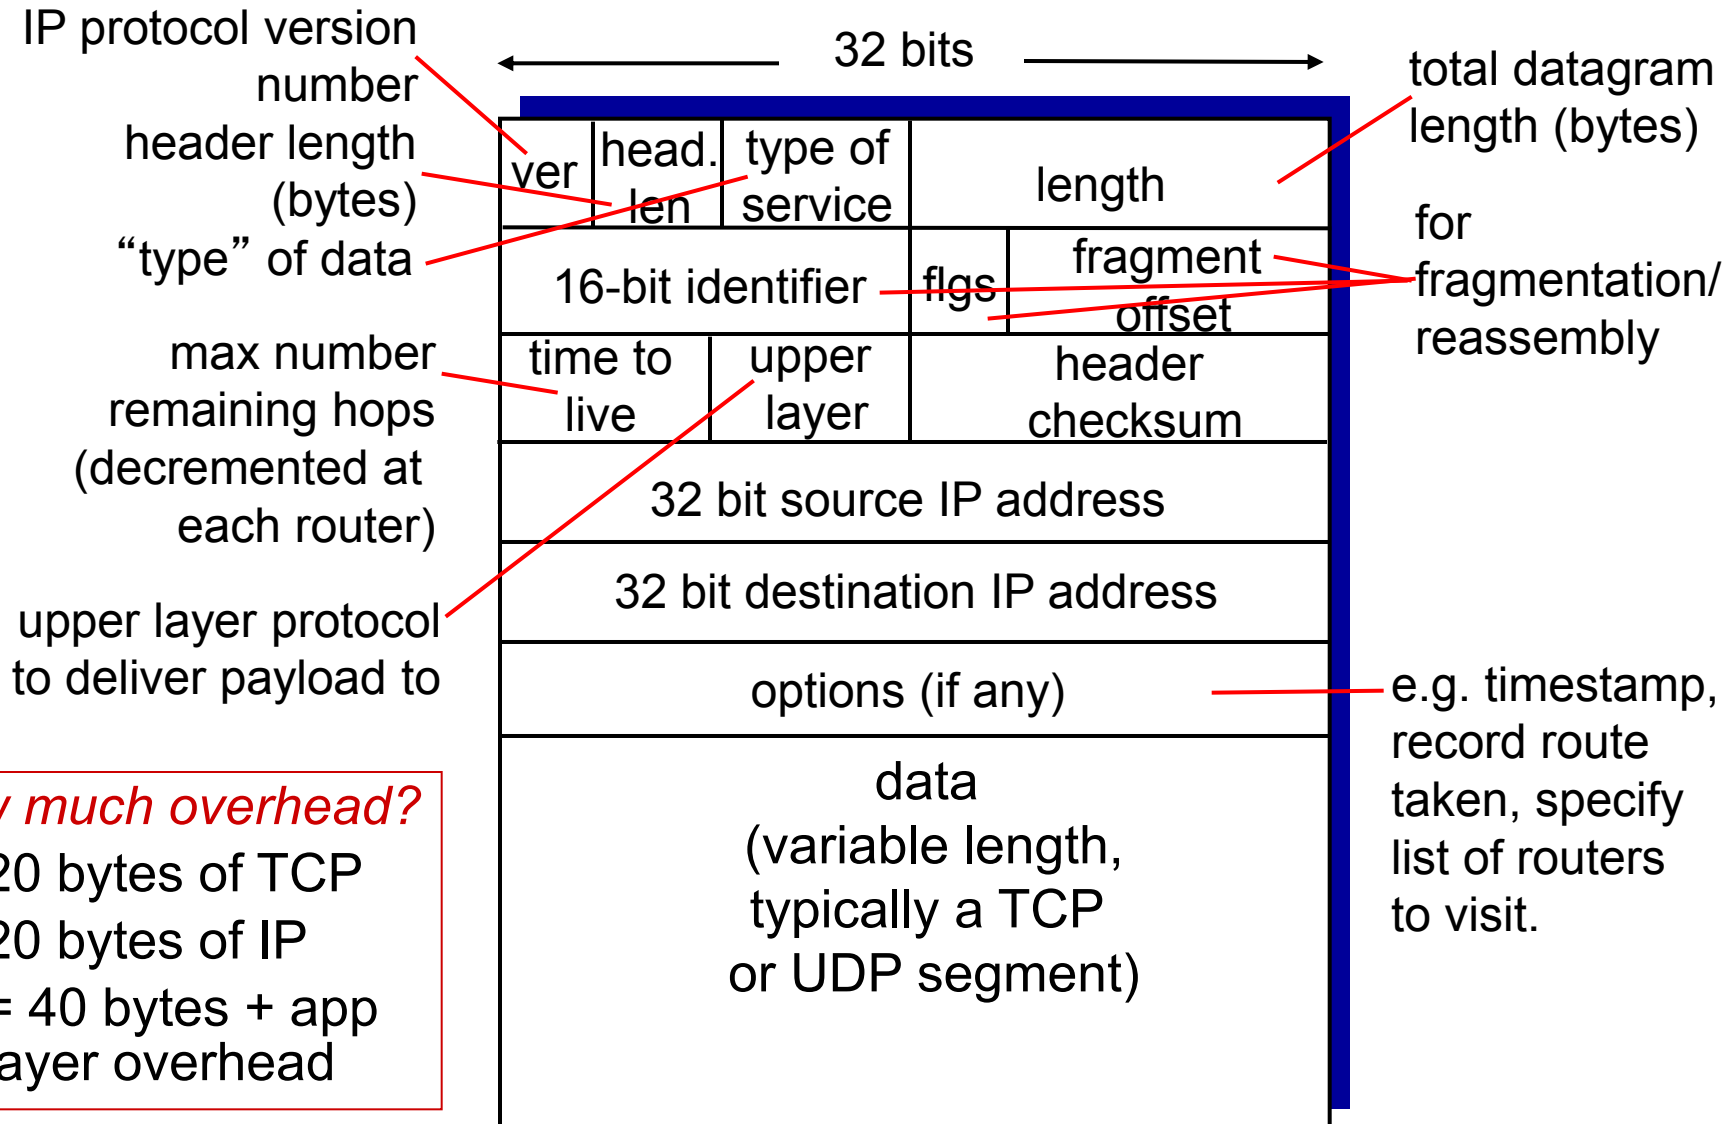 IP protocol version
number
header length
(bytes)
“type” of data
max number
remaining hops
(decremented at
each router)
upper layer protocol
to deliver payload to
much overhead?
20 bytes of TCP
20 bytes of IP
= 40 bytes + app
overhead
32 bits
ver
head.
len
type of
service
length
16-bit identifier
flgs
fragment
offset
time to
live
upper
layer
header
checksum
32 bit source IP address
32 bit destination IP address
options (if any)
data
(variable length,
typically a TCP
or UDP segment)
total datagram
length (bytes)
for
fragmentation/
reassembly
e.g. timestamp,
record route
taken, specify
list of routers
to visit.